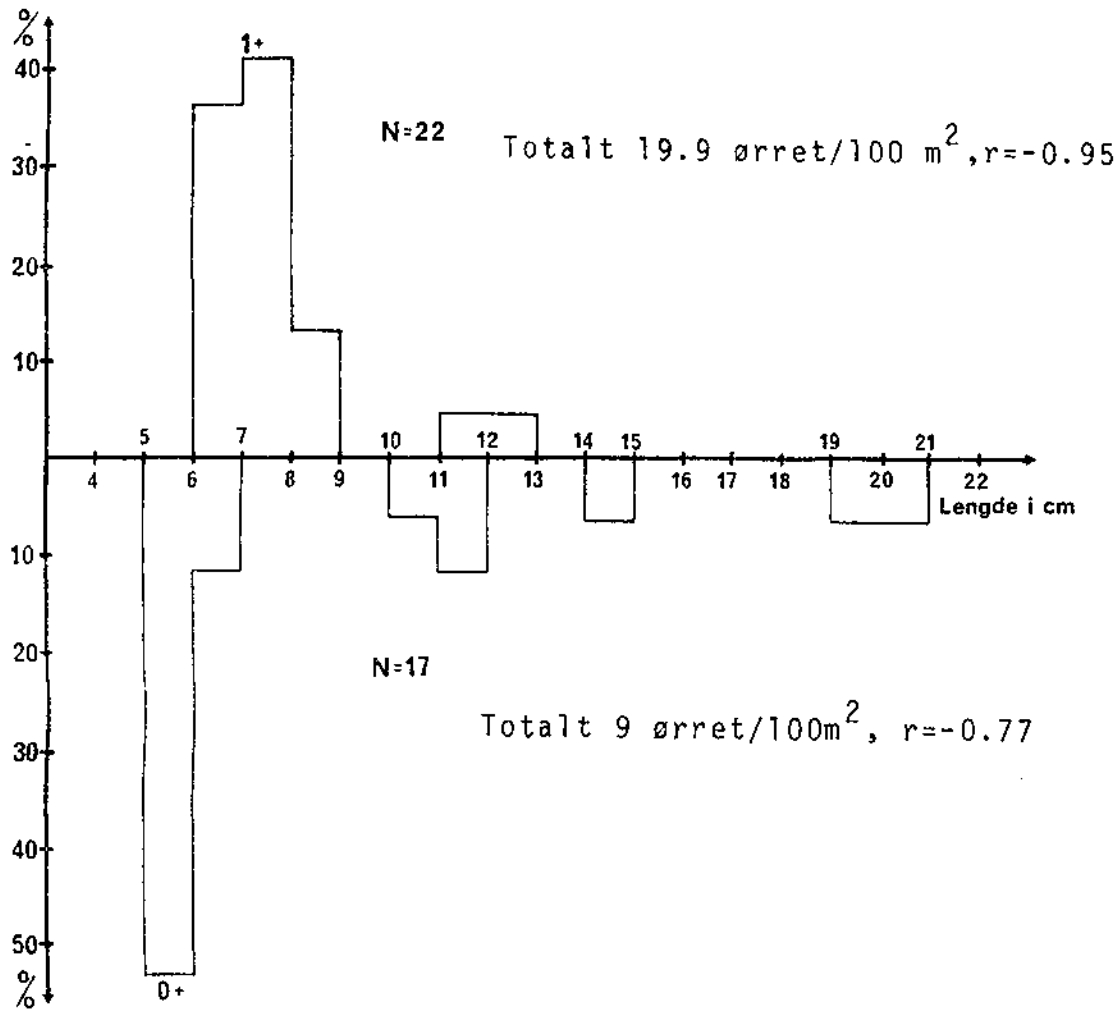 %
1+
40
N=22
Totalt 19.9 ørret/100 m²,r=-0.95
30
20
10
5 7 10 12 14 15 19 21
4 6 8 9 11 13 16 17 18 20 22
Lengde i cm
10
20
N=17
Totalt 9 ørret/100m², r=-0.77
30
40
50
%
0+